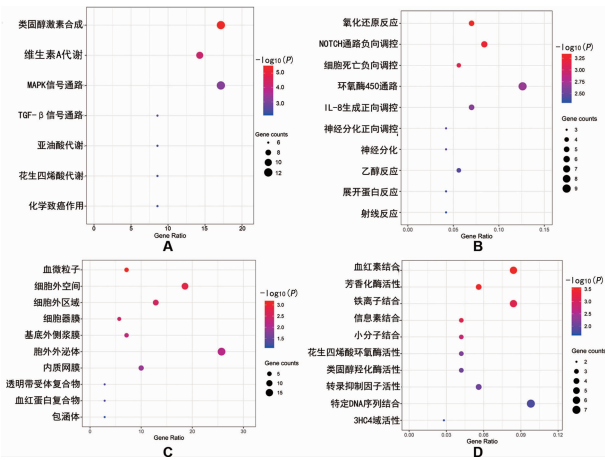 类固醇激素合成
维生素A代谢
MAPK信号通路
TGF-β信号通路
亚油酸代谢
花生四烯酸代谢
化学致癌作用
0 5 10 15 20 25
Gene Ratio
−log10(P)
5.0
4.0
3.0
Gene counts
6
8
10
12
A
氧化还原反应
NOTCH通路负向调控
细胞死亡负向调控
环氧酶450通路
IL-8生成正向调控
神经分化正向调控
神经分化
乙醇反应
展开蛋白反应
射线反应
0.00 0.05 0.10 0.15
Gene Ratio
−log10(P)
3.25
3.00
2.75
2.50
Gene counts
3
4
5
6
7
8
9
B
血微粒子
细胞外空间
细胞外区域
细胞器膜
基底外侧浆膜
胞外外泌体
内质网膜
透明带受体复合物
血红蛋白复合物
包涵体
0 10 20 30
Gene Ratio
−log10(P)
3.0
2.5
2.0
1.5
Gene counts
5
10
15
C
血红素结合
芳香化酶活性
铁离子结合
信息素结合
小分子结合
花生四烯酸环氧酶活性
类固醇羟化酶活性
转录抑制因子活性
特定DNA序列结合
3HC4域活性
0.00 0.03 0.06 0.09 0.12
Gene Ratio
−log10(P)
3.5
3.0
2.5
2.0
Gene counts
2
3
4
5
6
7
D